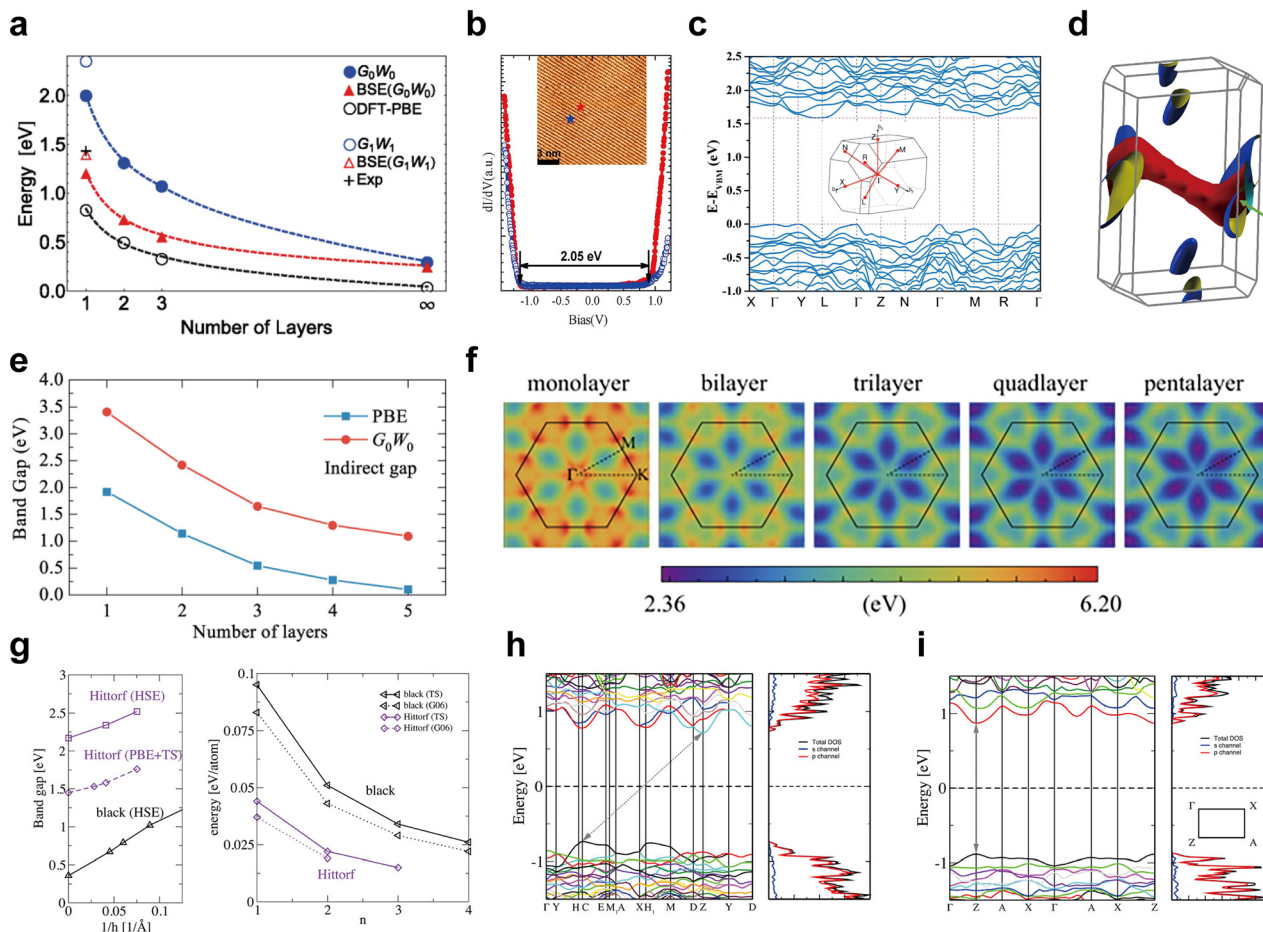 a
Energy [eV]
2.0
1.5
1.0
0.5
0.0
1
2
3
∞
Number of Layers
G₀W₀
BSE(G₀W₀)
DFT-PBE
G₁W₁
BSE(G₁W₁)
Exp
b
dI/dV(a.u.)
3 nm
2.05 eV
-1.0
-0.5
0.0
0.5
1.0
Bias(V)
c
E-E_VBM (eV)
2.5
2.0
1.5
1.0
0.5
0.0
-0.5
-1.0
Z
N
M
R
Γ
X
Y
L
X Γ Y L Γ Z N Γ M R Γ
d
e
Band Gap (eV)
4.0
3.5
3.0
2.5
2.0
1.5
1.0
0.5
0.0
PBE
G₀W₀
Indirect gap
1 2 3 4 5
Number of layers
f
monolayer bilayer trilayer quadlayer pentalayer
M
Γ
K
2.36 (eV) 6.20
g
Band gap [eV]
3
2.5
2
1.5
1
0.5
0
Hittorf (HSE)
Hittorf (PBE+TS)
black (HSE)
0 0.05 0.1
1/h [1/Å]
energy [eV/atom]
0.1
0.075
0.05
0.025
0
black (TS)
black (G06)
Hittorf (TS)
Hittorf (G06)
black
Hittorf
1 2 3 4
n
h
Energy [eV]
1
0
-1
Total DOS
s channel
p channel
Γ Y H C E M₁ A X H₁ M D Z Y D
i
Energy [eV]
1
0
-1
Total DOS
s channel
p channel
Γ X
Z A
Γ Z A X Γ A X Z